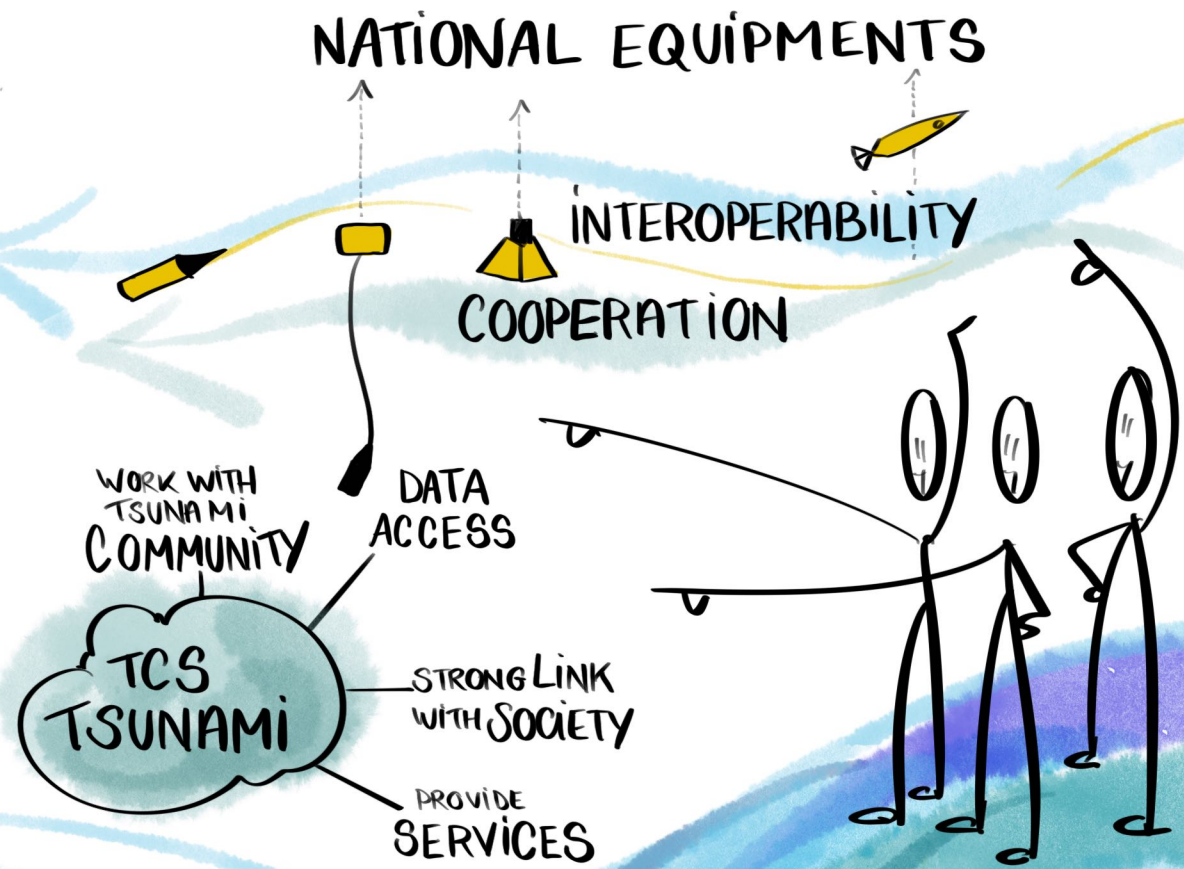 NATIONAL EQUIPMENTS
INTEROPERABILITY
COOPERATION
WORK WITH
TSUNAMI
COMMUNITY
DATA
ACCESS
TCS
TSUNAMI
STRONG LINK
WITH SOCIETY
PROVIDE
SERVICES